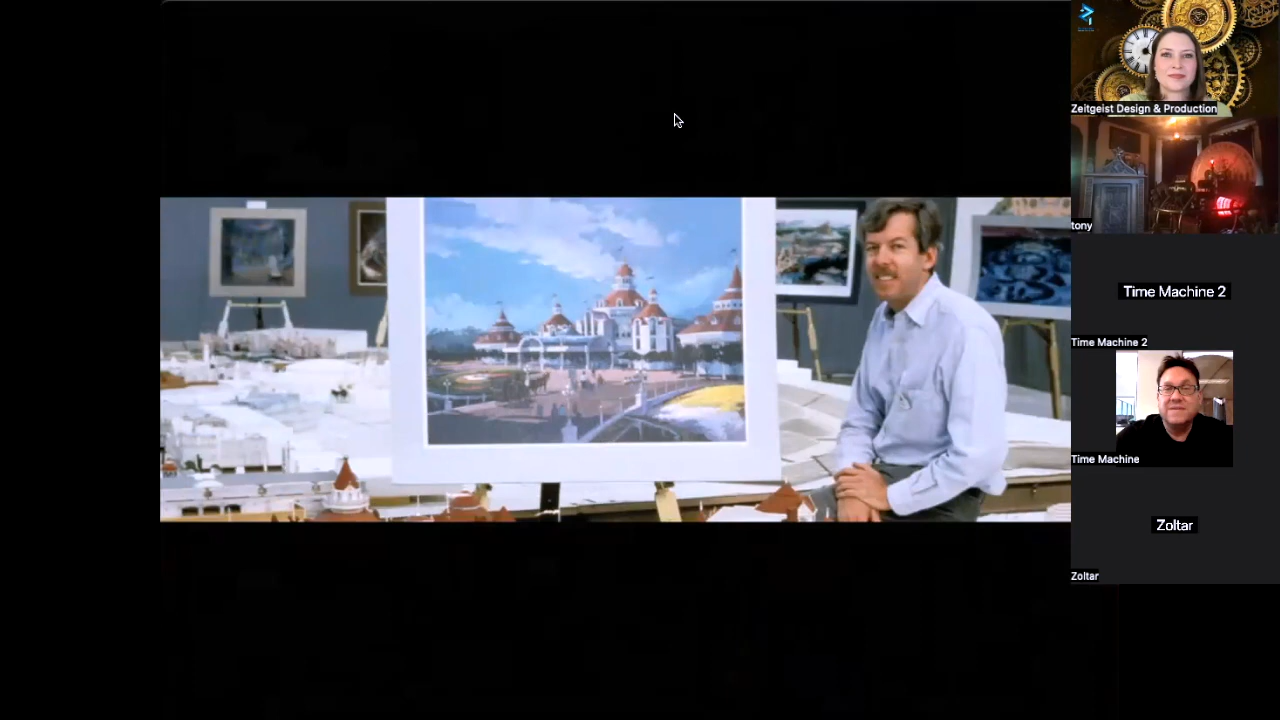 Zeitgeist Design & Production
tony
Time Machine 2
Time Machine 2
Time Machine
Zoltar
Zoltar